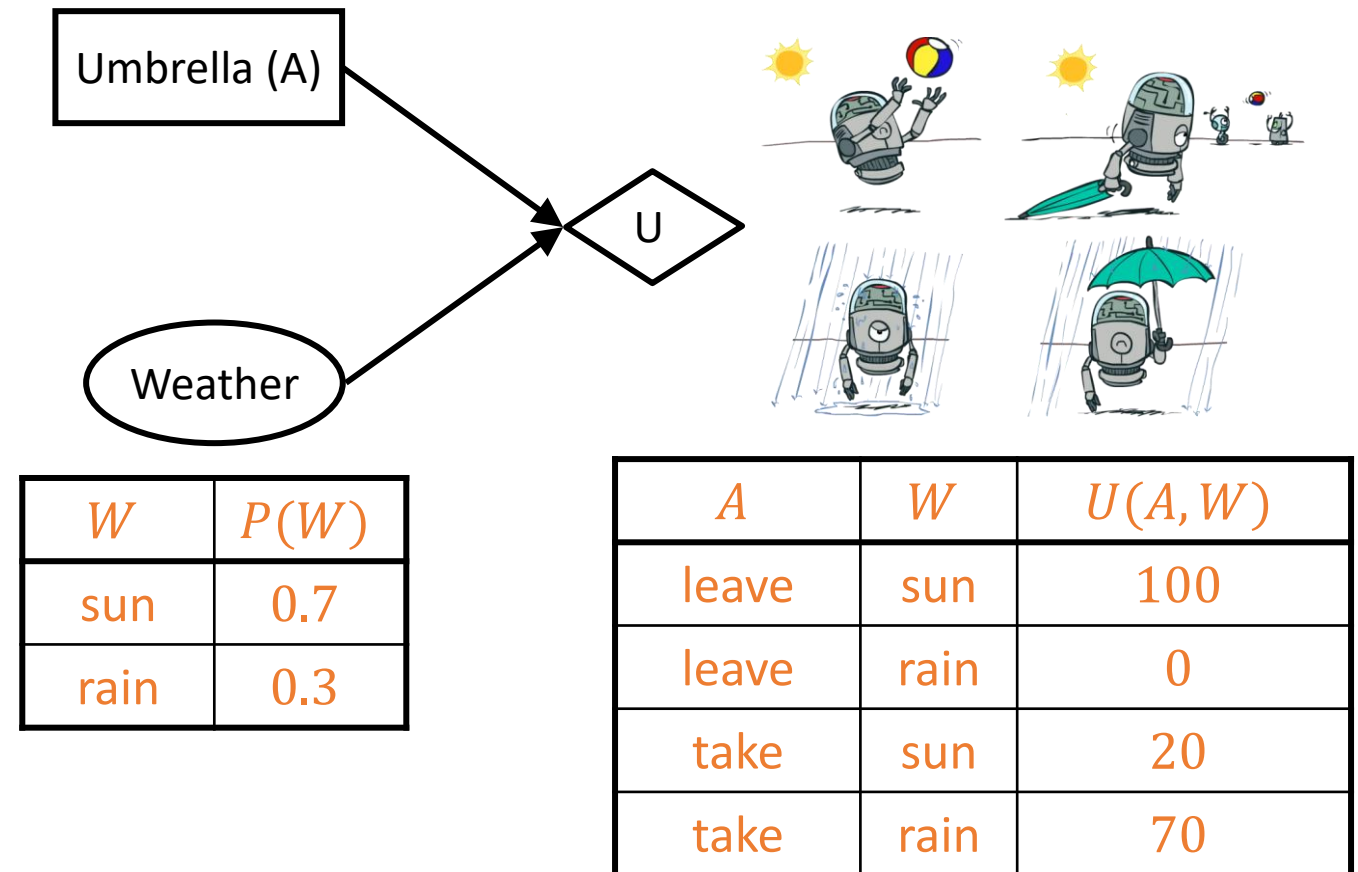 Umbrella (A)
U
Weather
W P(W)
sun 0.7
rain 0.3
A W U(A, W)
leave sun 100
leave rain 0
take sun 20
take rain 70